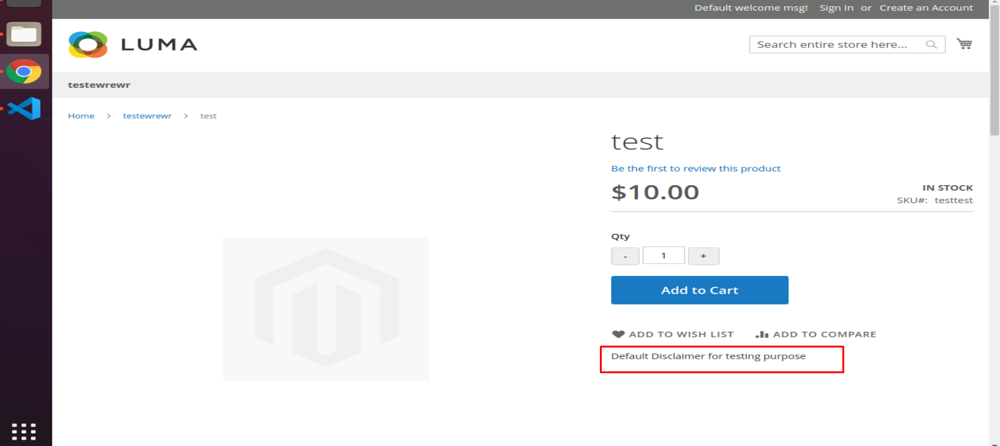 Default welcome msg! Sign In or Create an Account
LUMA
Search entire store here...
testewrewr
Home > testewrewr > test
test
Be the first to review this product
$10.00
IN STOCK
SKU#: testtest
Qty
- 1 +
Add to Cart
ADD TO WISH LIST ADD TO COMPARE
Default Disclaimer for testing purpose